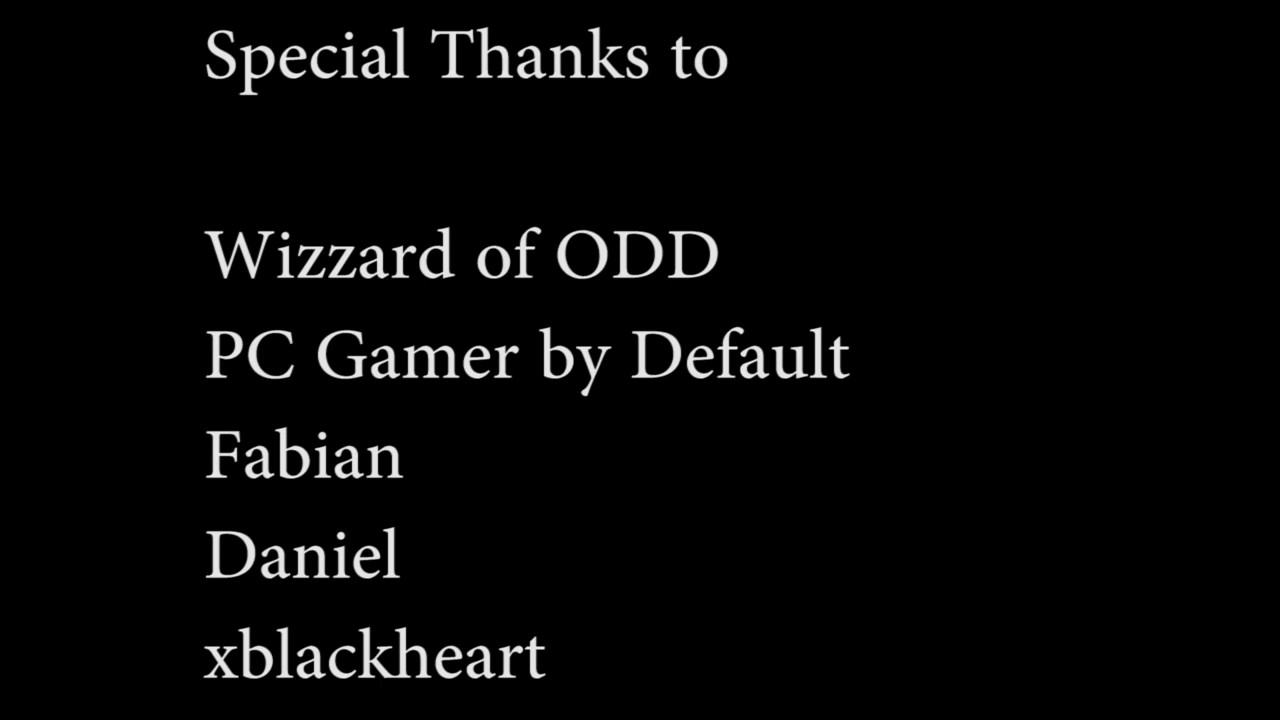 Special Thanks to
Wizzard of ODD
PC Gamer by Default
Fabian
Daniel
xblackheart